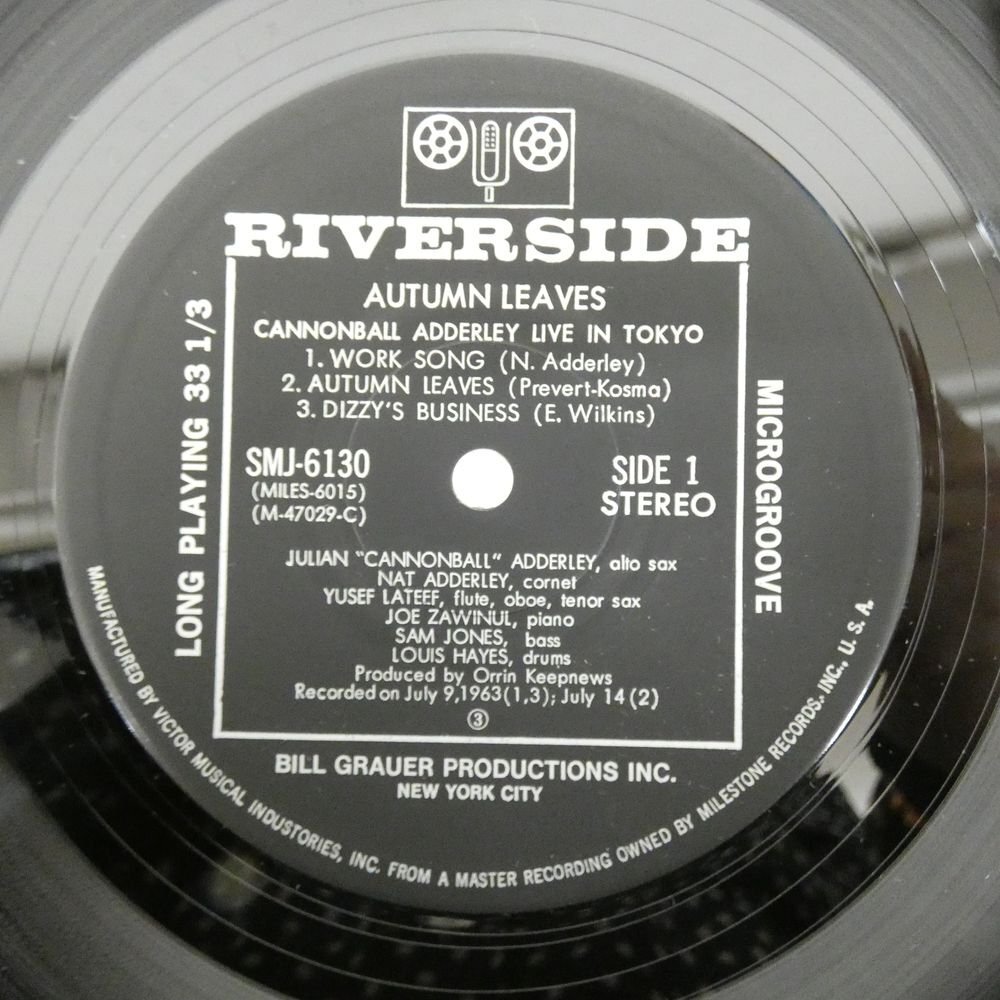 RIVERSIDE
AUTUMN LEAVES
CANNONBALL ADDERLEY LIVE IN TOKYO
1. WORK SONG (N. Adderley)
2. AUTUMN LEAVES (Prevert-Kosma)
3. DIZZY'S BUSINESS (E. Wilkins)
SMJ-6130
(MILES-6015)
(M-47029-C)
SIDE 1
STEREO
LONG PLAYING 33 1/3
MICROGROOVE
JULIAN "CANNONBALL" ADDERLEY, alto sax
NAT ADDERLEY, cornet
YUSEF LATEEF, flute, oboe, tenor sax
JOE ZAWINUL, piano
SAM JONES, bass
LOUIS HAYES, drums
Produced by Orrin Keepnews
Recorded on July 9,1963(1,3); July 14(2)
③
BILL GRAUER PRODUCTIONS INC.
NEW YORK CITY
MANUFACTURED BY VICTOR MUSICAL INDUSTORIES, INC. FROM A MASTER RECORDING OWNED BY MILESTONE RECORDS. INC., U. S. A.